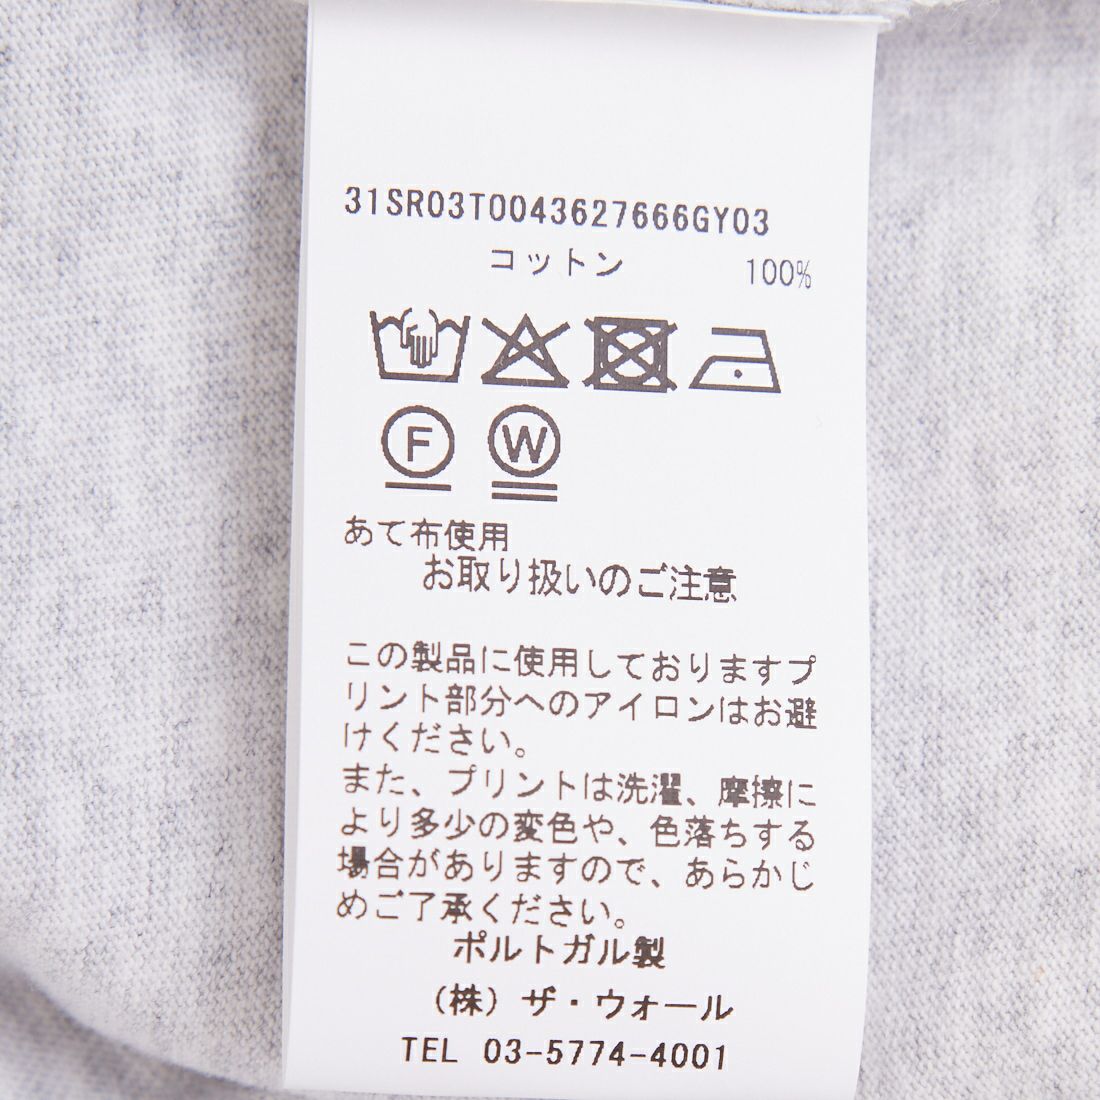 31SR03T0043627666GY03
コットン 100%
F W
あて布使用
お取り扱いのご注意
この製品に使用しておりますプ
リント部分へのアイロンはお避
けください。
また、プリントは洗濯、摩擦に
より多少の変色や、色落ちする
場合がありますので、あらかじ
めご了承ください。
ポルトガル製
(株)ザ・ウォール
TEL 03-5774-4001